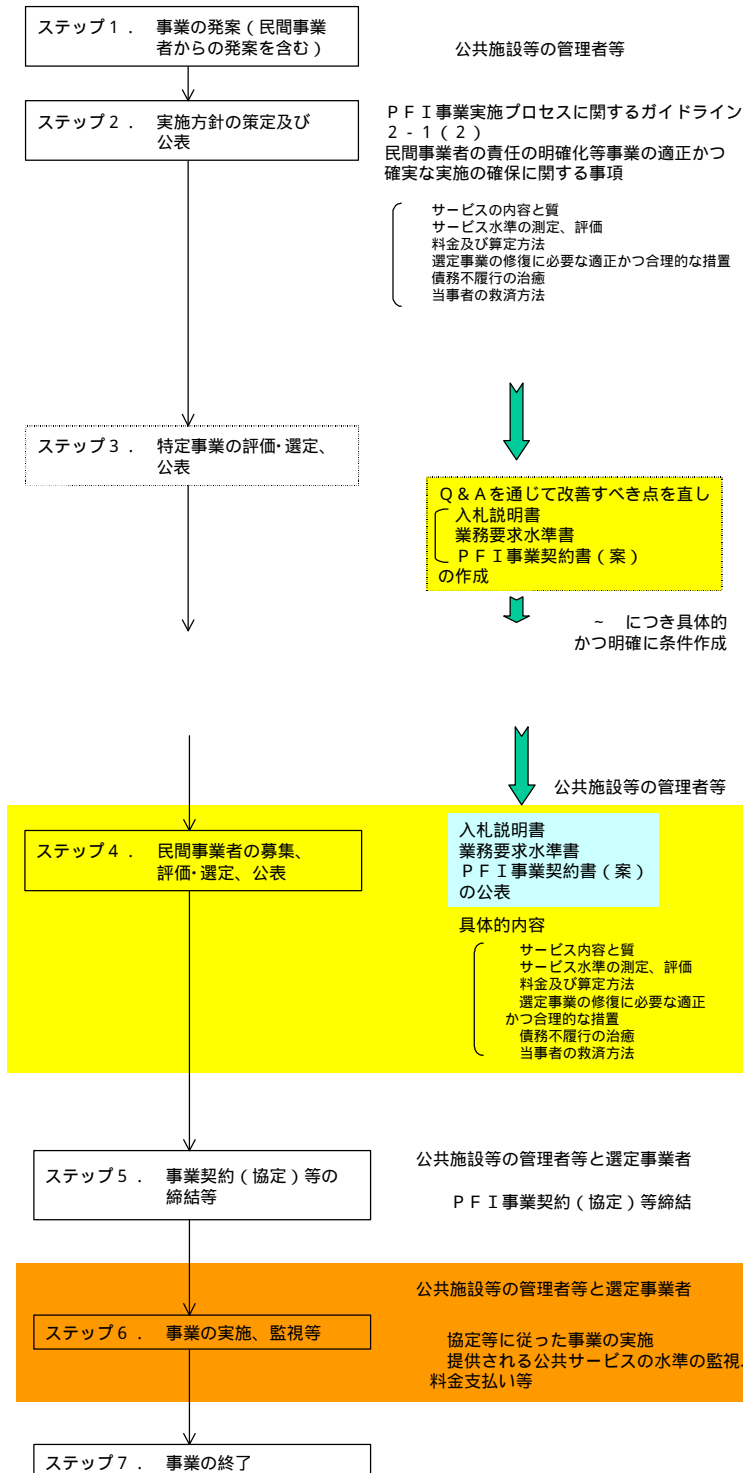 ステップ１． 事業の発案（民間事業
者からの発案を含む）
公共施設等の管理者等
ステップ２． 実施方針の策定及び
公表
ＰＦＩ事業実施プロセスに関するガイドライン
２－１（２）
民間事業者の責任の明確化等事業の適正かつ
確実な実施の確保に関する事項
サービスの内容と質
サービス水準の測定、評価
料金及び算定方法
選定事業の修復に必要な適正かつ合理的な措置
債務不履行の治癒
当事者の救済方法
ステップ３． 特定事業の評価・選定、
公表
Ｑ＆Ａを通じて改善すべき点を直し
入札説明書
業務要求水準書
ＰＦＩ事業契約書（案）
の作成
～ につき具体的
かつ明確に条件作成
公共施設等の管理者等
ステップ４． 民間事業者の募集、
評価・選定、公表
入札説明書
業務要求水準書
ＰＦＩ事業契約書（案）
の公表
具体的内容
サービス内容と質
サービス水準の測定、評価
料金及び算定方法
選定事業の修復に必要な適正
かつ合理的な措置
債務不履行の治癒
当事者の救済方法
ステップ５． 事業契約（協定）等の
締結等
公共施設等の管理者等と選定事業者
ＰＦＩ事業契約（協定）等締結
公共施設等の管理者等と選定事業者
ステップ６． 事業の実施、監視等
協定等に従った事業の実施
提供される公共サービスの水準の監視、
料金支払い等
ステップ７． 事業の終了